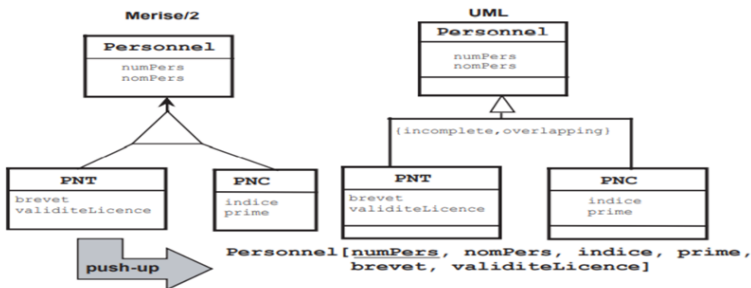 Merise/2
UML
Personnel
numPers
nomPers
Personnel
numPers
nomPers
{incomplete,overlapping}
PNT
brevet
validiteLicence
PNC
indice
prime
PNT
brevet
validiteLicence
PNC
indice
prime
push-up
Personnel[numPers, nomPers, indice, prime,
brevet, validiteLicence]